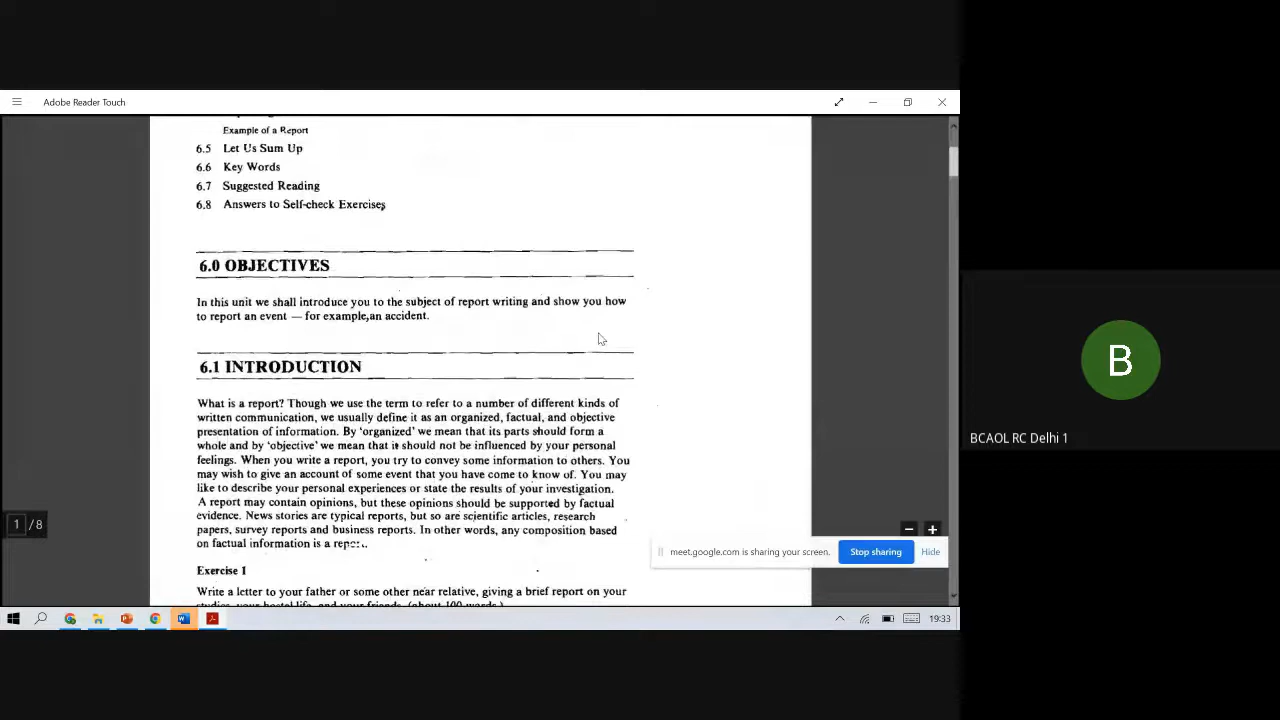 Adobe Reader Touch
Example of a Report
6.5 Let Us Sum Up
6.6 Key Words
6.7 Suggested Reading
6.8 Answers to Self-check Exercises
6.0 OBJECTIVES
In this unit we shall introduce you to the subject of report writing and show you how
to report an event — for example, an accident.
6.1 INTRODUCTION
What is a report? Though we use the term to refer to a number of different kinds of
written communication, we usually define it as an organized, factual, and objective
presentation of information. By 'organized' we mean that its parts should form a
whole and by 'objective' we mean that it should not be influenced by your personal
feelings. When you write a report, you try to convey some information to others. You
may wish to give an account of some event that you have come to know of. You may
like to describe your personal experiences or state the results of your investigation.
A report may contain opinions, but these opinions should be supported by factual
evidence. News stories are typical reports, but so are scientific articles, research
papers, survey reports and business reports. In other words, any composition based
on factual information is a report.
Exercise 1
Write a letter to your father or some other near relative, giving a brief report on your
studies, your hostel life, and your friends. (about 100 words.)
1 / 8
meet.google.com is sharing your screen.
Stop sharing
Hide
19:33
B
BCAOL RC Delhi 1